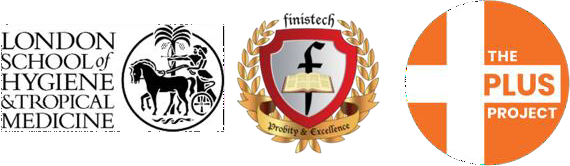 LONDON
SCHOOL of
HYGIENE
& TROPICAL
MEDICINE
finistech
f
Probity & Excellence
THE
PLUS
PROJECT